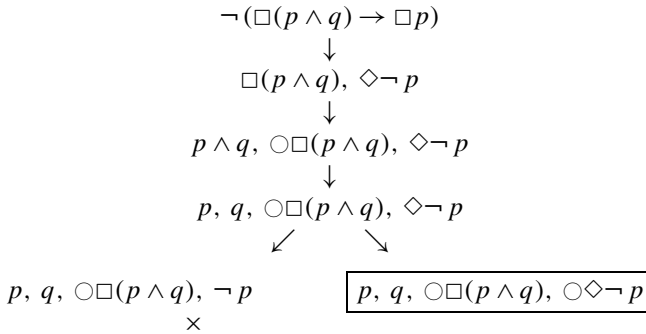 ¬(□(p ∧ q) → □p)
↓
□(p ∧ q), ◇¬p
↓
p ∧ q, ○□(p ∧ q), ◇¬p
↓
p, q, ○□(p ∧ q), ◇¬p
↙ ↘
p, q, ○□(p ∧ q), ¬p p, q, ○□(p ∧ q), ○◇¬p
×